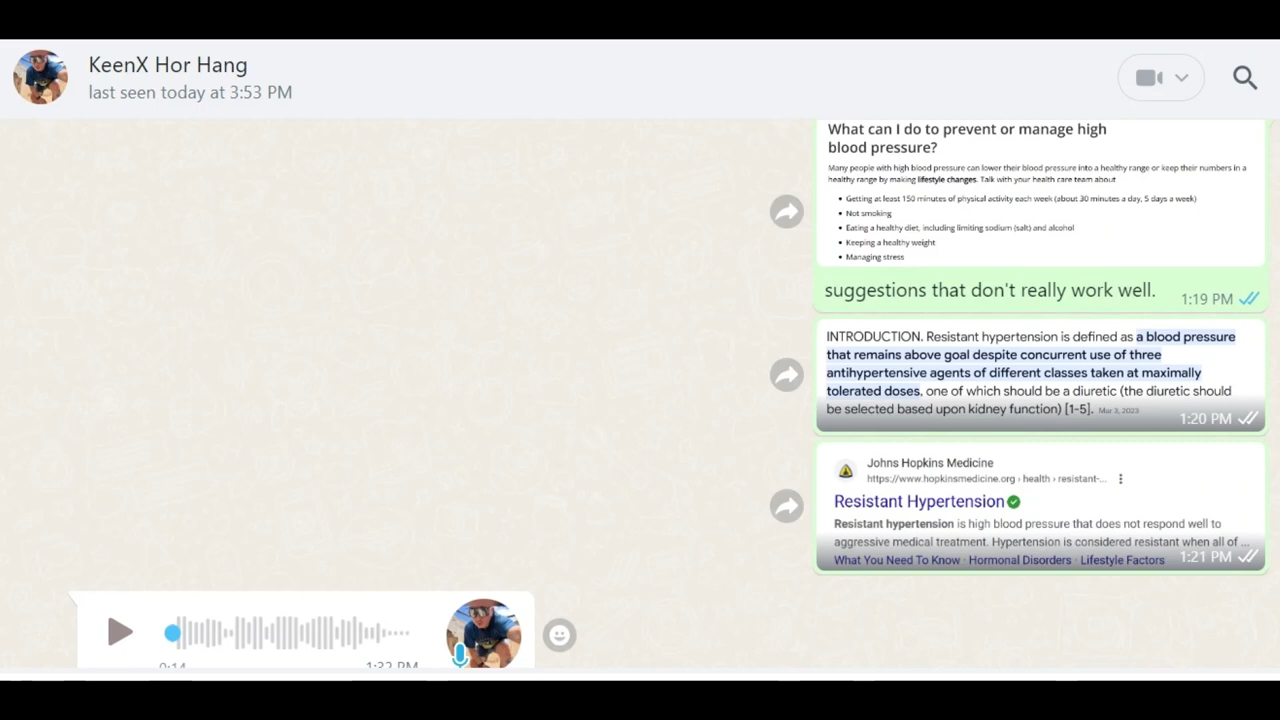 KeenX Hor Hang
last seen today at 3:53 PM
What can I do to prevent or manage high
blood pressure?
Many people with high blood pressure can lower their blood pressure into a healthy range or keep their numbers in a
healthy range by making lifestyle changes. Talk with your health care team about
• Getting at least 150 minutes of physical activity each week (about 30 minutes a day, 5 days a week)
• Not smoking
• Eating a healthy diet, including limiting sodium (salt) and alcohol
• Keeping a healthy weight
• Managing stress
suggestions that don't really work well.
1:19 PM
INTRODUCTION. Resistant hypertension is defined as a blood pressure
that remains above goal despite concurrent use of three
antihypertensive agents of different classes taken at maximally
tolerated doses, one of which should be a diuretic (the diuretic should
be selected based upon kidney function) [1-5]. Mar 3, 2023
1:20 PM
Johns Hopkins Medicine
https://www.hopkinsmedicine.org › health › resistant-...
Resistant Hypertension
Resistant hypertension is high blood pressure that does not respond well to
aggressive medical treatment. Hypertension is considered resistant when all of ...
What You Need To Know · Hormonal Disorders · Lifestyle Factors
1:21 PM
0:14
1:32 PM